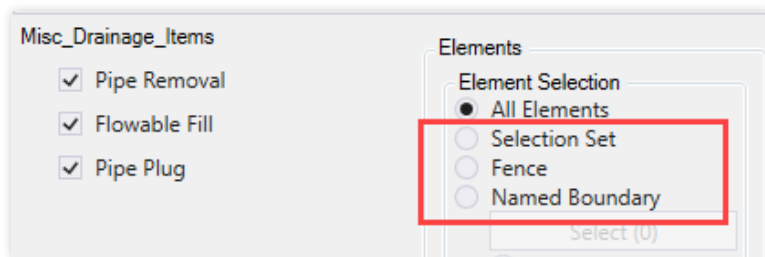 Misc_Drainage_Items
Pipe Removal
Flowable Fill
Pipe Plug
Elements
Element Selection
All Elements
Selection Set
Fence
Named Boundary
Select (0)